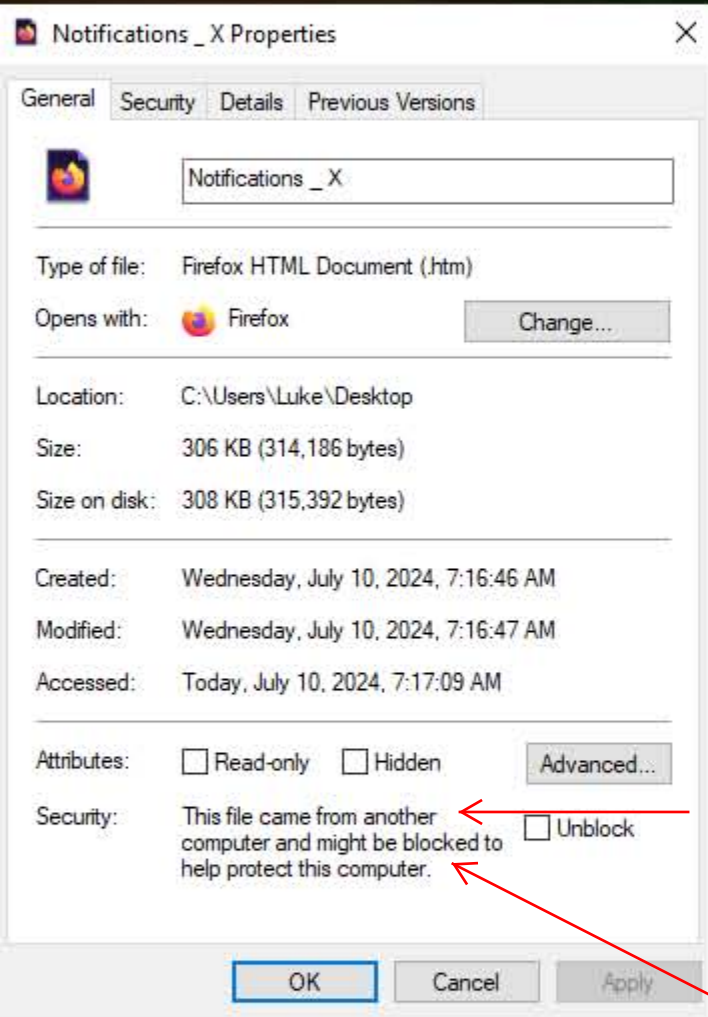 Notifications _ X Properties
General Security Details Previous Versions
Notifications _ X
Type of file: Firefox HTML Document (.htm)
Opens with: Firefox Change...
Location: C:\Users\Luke\Desktop
Size: 306 KB (314,186 bytes)
Size on disk: 308 KB (315,392 bytes)
Created: Wednesday, July 10, 2024, 7:16:46 AM
Modified: Wednesday, July 10, 2024, 7:16:47 AM
Accessed: Today, July 10, 2024, 7:17:09 AM
Attributes: Read-only Hidden Advanced...
Security: This file came from another
computer and might be blocked to
help protect this computer.
Unblock
OK Cancel Apply